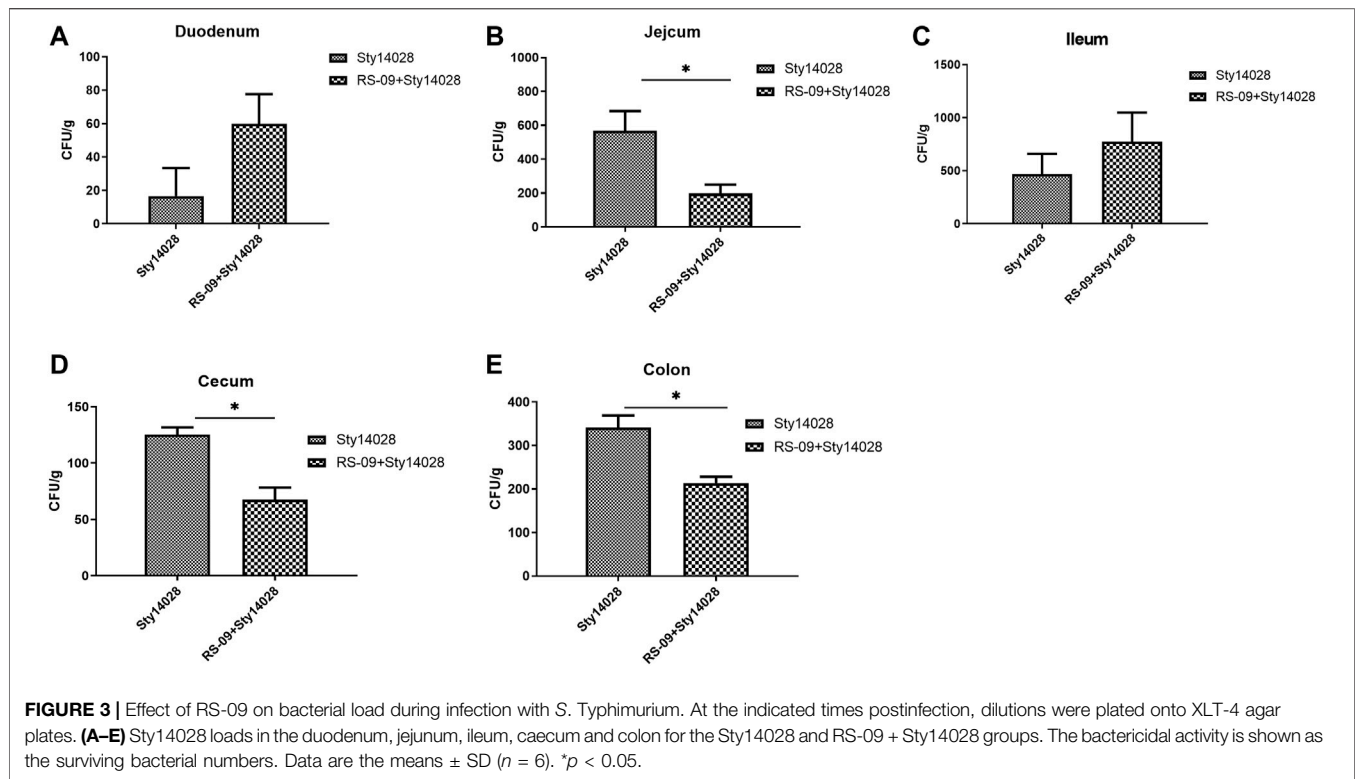 A
Duodenum
100
80
60
40
20
0
CFU/g
Sty14028
RS-09+Sty14028
Sty14028
RS-09+Sty14028
B
Jejcum
1000
800
600
400
200
0
CFU/g
*
Sty14028
RS-09+Sty14028
Sty14028
RS-09+Sty14028
C
Ileum
1500
1000
500
0
CFU/g
Sty14028
RS-09+Sty14028
Sty14028
RS-09+Sty14028
D
Cecum
150
100
50
0
CFU/g
*
Sty14028
RS-09+Sty14028
Sty14028
RS-09+Sty14028
E
Colon
400
300
200
100
0
CFU/g
*
Sty14028
RS-09+Sty14028
Sty14028
RS-09+Sty14028
FIGURE 3 | Effect of RS-09 on bacterial load during infection with S. Typhimurium. At the indicated times postinfection, dilutions were plated onto XLT-4 agar
plates. (A–E) Sty14028 loads in the duodenum, jejunum, ileum, caecum and colon for the Sty14028 and RS-09 + Sty14028 groups. The bactericidal activity is shown as
the surviving bacterial numbers. Data are the means ± SD (n = 6). *p < 0.05.